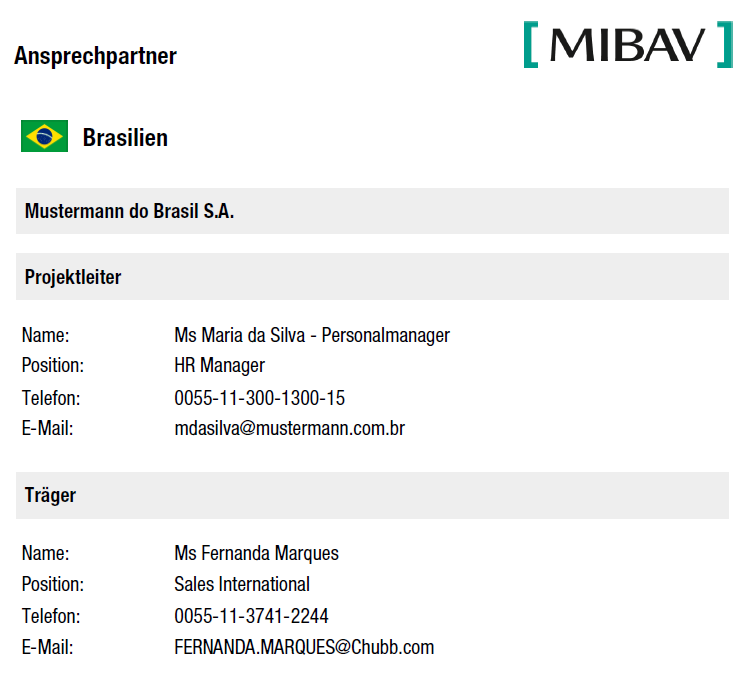 Ansprechpartner
[ MIBAV ]
Brasilien
Mustermann do Brasil S.A.
Projektleiter
Name: Ms Maria da Silva - Personalmanager
Position: HR Manager
Telefon: 0055-11-300-1300-15
E-Mail: mdasilva@mustermann.com.br
Träger
Name: Ms Fernanda Marques
Position: Sales International
Telefon: 0055-11-3741-2244
E-Mail: FERNANDA.MARQUES@Chubb.com